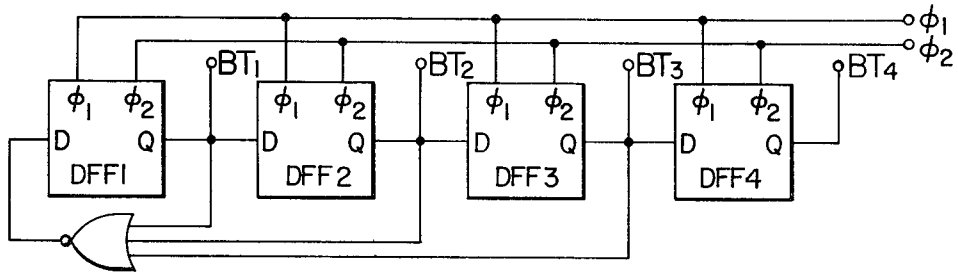 ϕ1
ϕ2
BT1 BT2 BT3 BT4
ϕ1 ϕ2 ϕ1 ϕ2 ϕ1 ϕ2 ϕ1 ϕ2
D Q D Q D Q D Q
DFF1 DFF2 DFF3 DFF4